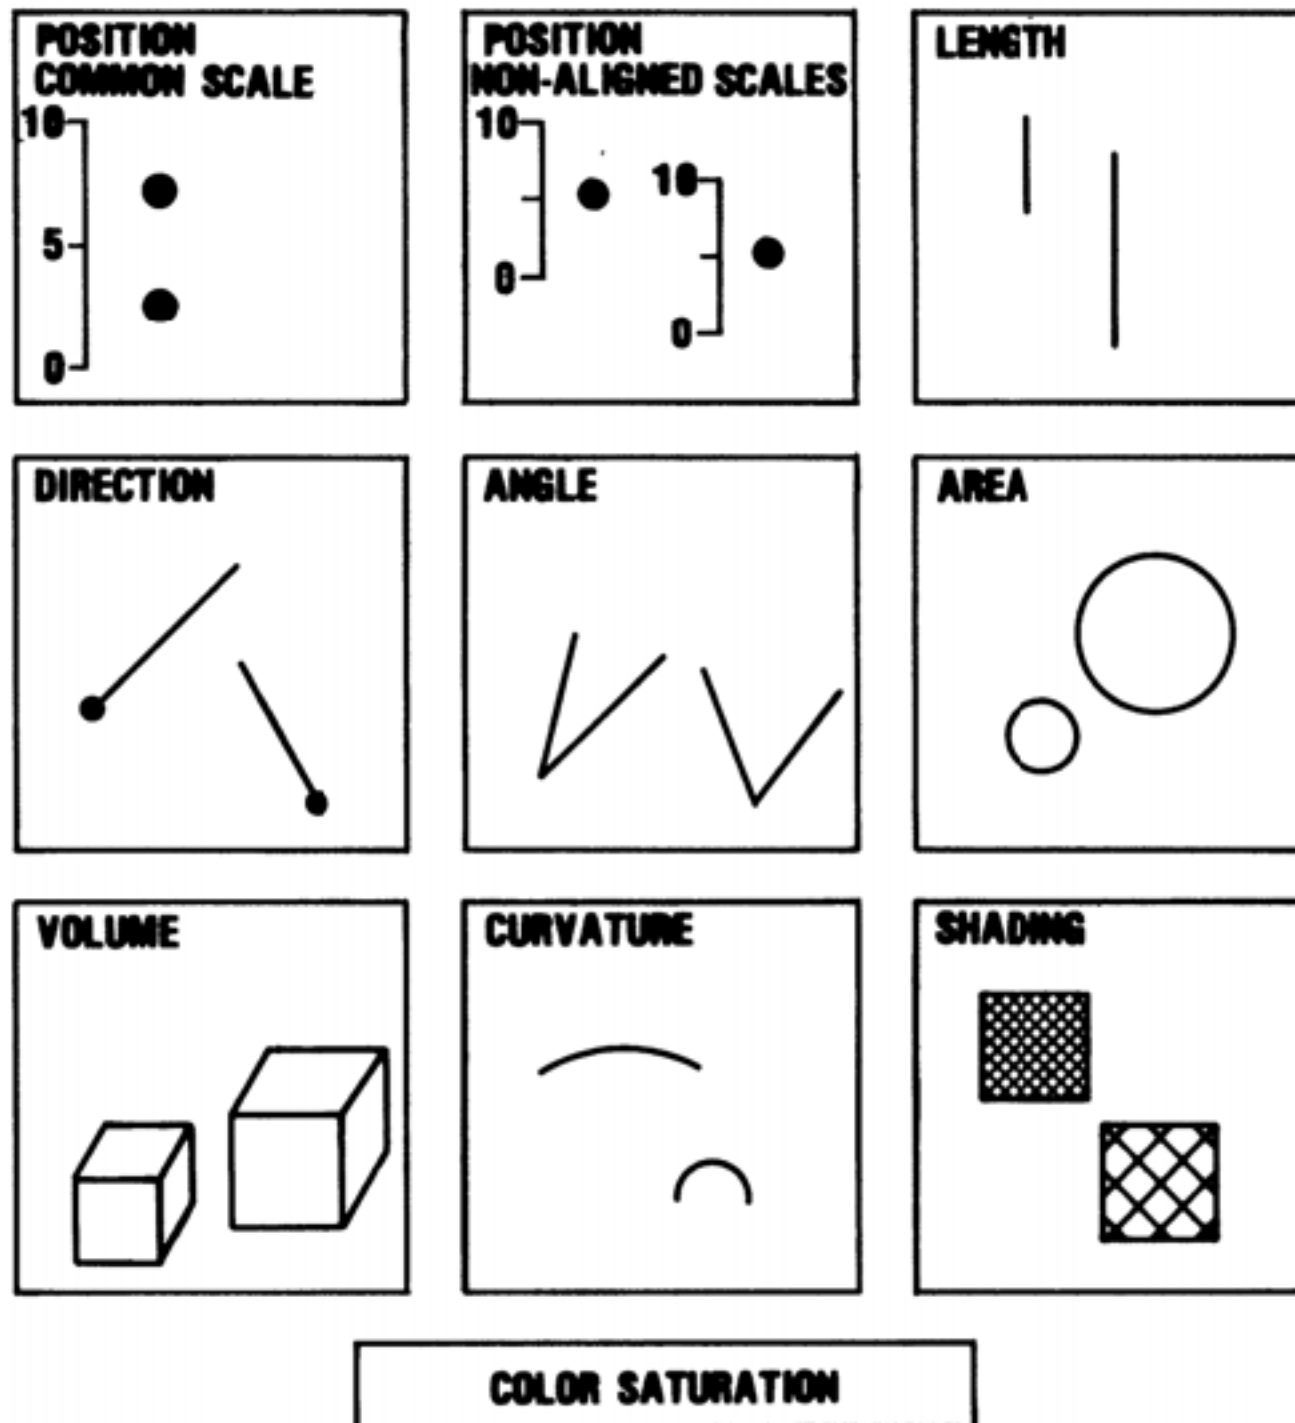 POSITION
COMMON SCALE
10
5
0
POSITION
NON-ALIGNED SCALES
10
0
10
0
LENGTH
DIRECTION
ANGLE
AREA
VOLUME
CURVATURE
SHADING
COLOR SATURATION